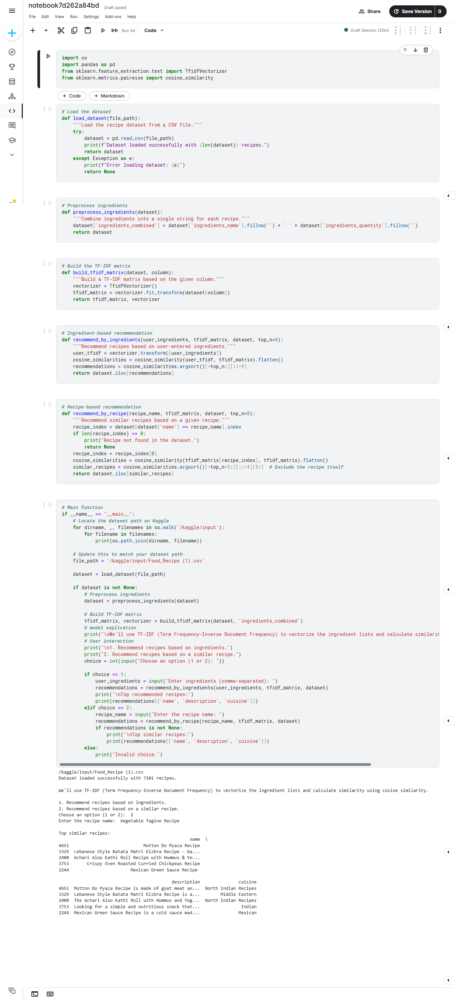 notebook7d262a84bd Draft saved
File Edit View Run Settings Add-ons Help
Share
Save Version 0
Run All Code
Draft Session (25m) HDD CPU RAM
import os
import pandas as pd
from sklearn.feature_extraction.text import TfidfVectorizer
from sklearn.metrics.pairwise import cosine_similarity
+ Code + Markdown
[ ]:
# Load the dataset
def load_dataset(file_path):
    """Load the recipe dataset from a CSV file."""
    try:
        dataset = pd.read_csv(file_path)
        print(f"Dataset loaded successfully with {len(dataset)} recipes.")
        return dataset
    except Exception as e:
        print(f"Error loading dataset: {e}")
        return None
1
[ ]:
# Preprocess ingredients
def preprocess_ingredients(dataset):
    """Combine ingredients into a single string for each recipe."""
    dataset['ingredients_combined'] = dataset['ingredients_name'].fillna('') + ' ' + dataset['ingredients_quantity'].fillna('')
    return dataset
[ ]:
# Build the TF-IDF matrix
def build_tfidf_matrix(dataset, column):
    """Build a TF-IDF matrix based on the given column."""
    vectorizer = TfidfVectorizer()
    tfidf_matrix = vectorizer.fit_transform(dataset[column])
    return tfidf_matrix, vectorizer
[ ]:
# Ingredient-based recommendation
def recommend_by_ingredients(user_ingredients, tfidf_matrix, dataset, top_n=5):
    """Recommend recipes based on user-entered ingredients."""
    user_tfidf = vectorizer.transform([user_ingredients])
    cosine_similarities = cosine_similarity(user_tfidf, tfidf_matrix).flatten()
    recommendations = cosine_similarities.argsort()[-top_n:][::-1]
    return dataset.iloc[recommendations]
[ ]:
# Recipe-based recommendation
def recommend_by_recipe(recipe_name, tfidf_matrix, dataset, top_n=5):
    """Recommend similar recipes based on a given recipe."""
    recipe_index = dataset[dataset['name'] == recipe_name].index
    if len(recipe_index) == 0:
        print("Recipe not found in the dataset.")
        return None
    recipe_index = recipe_index[0]
    cosine_similarities = cosine_similarity(tfidf_matrix[recipe_index], tfidf_matrix).flatten()
    similar_recipes = cosine_similarities.argsort()[-top_n-1:][::-1][1:]  # Exclude the recipe itself
    return dataset.iloc[similar_recipes]
[ ]:
# Main function
if __name__ == "__main__":
    # Locate the dataset path on Kaggle
    for dirname, _, filenames in os.walk('/kaggle/input'):
        for filename in filenames:
            print(os.path.join(dirname, filename))
    # Update this to match your dataset path
    file_path = '/kaggle/input/Food_Recipe (1).csv'
    dataset = load_dataset(file_path)
    if dataset is not None:
        # Preprocess ingredients
        dataset = preprocess_ingredients(dataset)
        # Build TF-IDF matrix
        tfidf_matrix, vectorizer = build_tfidf_matrix(dataset, 'ingredients_combined')
        # model explication
        print("\nWe'll use TF-IDF (Term Frequency-Inverse Document Frequency) to vectorize the ingredient lists and calculate similarit
        # User interaction
        print("\n1. Recommend recipes based on ingredients.")
        print("2. Recommend recipes based on a similar recipe.")
        choice = int(input("Choose an option (1 or 2): "))
        if choice == 1:
            user_ingredients = input("Enter ingredients (comma-separated): ")
            recommendations = recommend_by_ingredients(user_ingredients, tfidf_matrix, dataset)
            print("\nTop recommended recipes:")
            print(recommendations[['name', 'description', 'cuisine']])
        elif choice == 2:
            recipe_name = input("Enter the recipe name: ")
            recommendations = recommend_by_recipe(recipe_name, tfidf_matrix, dataset)
            if recommendations is not None:
                print("\nTop similar recipes:")
                print(recommendations[['name', 'description', 'cuisine']])
        else:
            print("Invalid choice.")
/kaggle/input/Food_Recipe (1).csv
Dataset loaded successfully with 7101 recipes.
We'll use TF-IDF (Term Frequency-Inverse Document Frequency) to vectorize the ingredient lists and calculate similarity using cosine similarity.
1. Recommend recipes based on ingredients.
2. Recommend recipes based on a similar recipe.
Choose an option (1 or 2):  2
Enter the recipe name:  Vegetable Tagine Recipe
Top similar recipes:
name  \
4651 Mutton Do Pyaza Recipe
3329 Lebanese Style Batata Matri Kizbra Recipe - Ga...
2400 Achari Aloo Kathi Roll Recipe with Hummus & Yo...
3753 Crispy Oven Roasted Curried Chickpeas Recipe
2244 Mexican Green Sauce Recipe
description cuisine
4651 Mutton Do Pyaza Recipe is made of goat meat an... North Indian Recipes
3329 Lebanese Style Batata Matri Kizbra Recipe is a... Middle Eastern
2400 The Achari Aloo Kathi Roll with Hummus and Yog... North Indian Recipes
3753 Looking for a simple and nutritious snack that... Indian
2244 Mexican Green Sauce Recipe is a cold sauce mad... Mexican